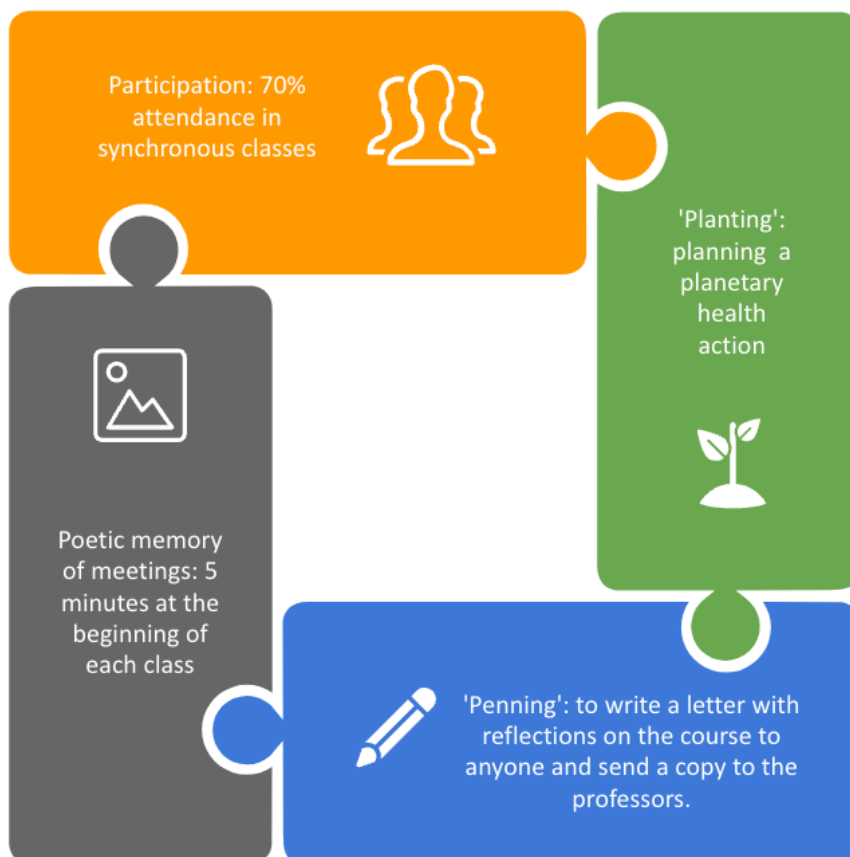 Participation: 70%
attendance in
synchronous classes
'Planting':
planning a
planetary
health
action
Poetic memory
of meetings: 5
minutes at the
beginning of
each class
'Penning': to write a letter with
reflections on the course to
anyone and send a copy to the
professors.